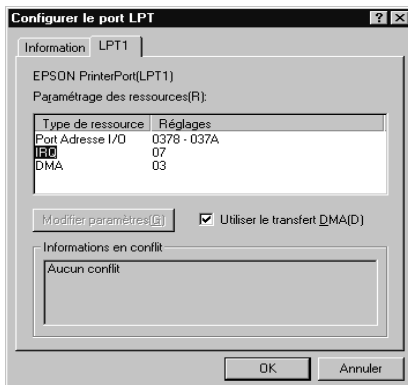 Configurer le port LPT
Information LPT1
EPSON PrinterPort(LPT1)
Paramétrage des ressources(R):
Type de ressource Réglages
Port Adresse I/O 0378 - 037A
IRQ 07
DMA 03
Modifier paramètres(G) Utiliser le transfert DMA(D)
Informations en conflit
Aucun conflit
OK Annuler